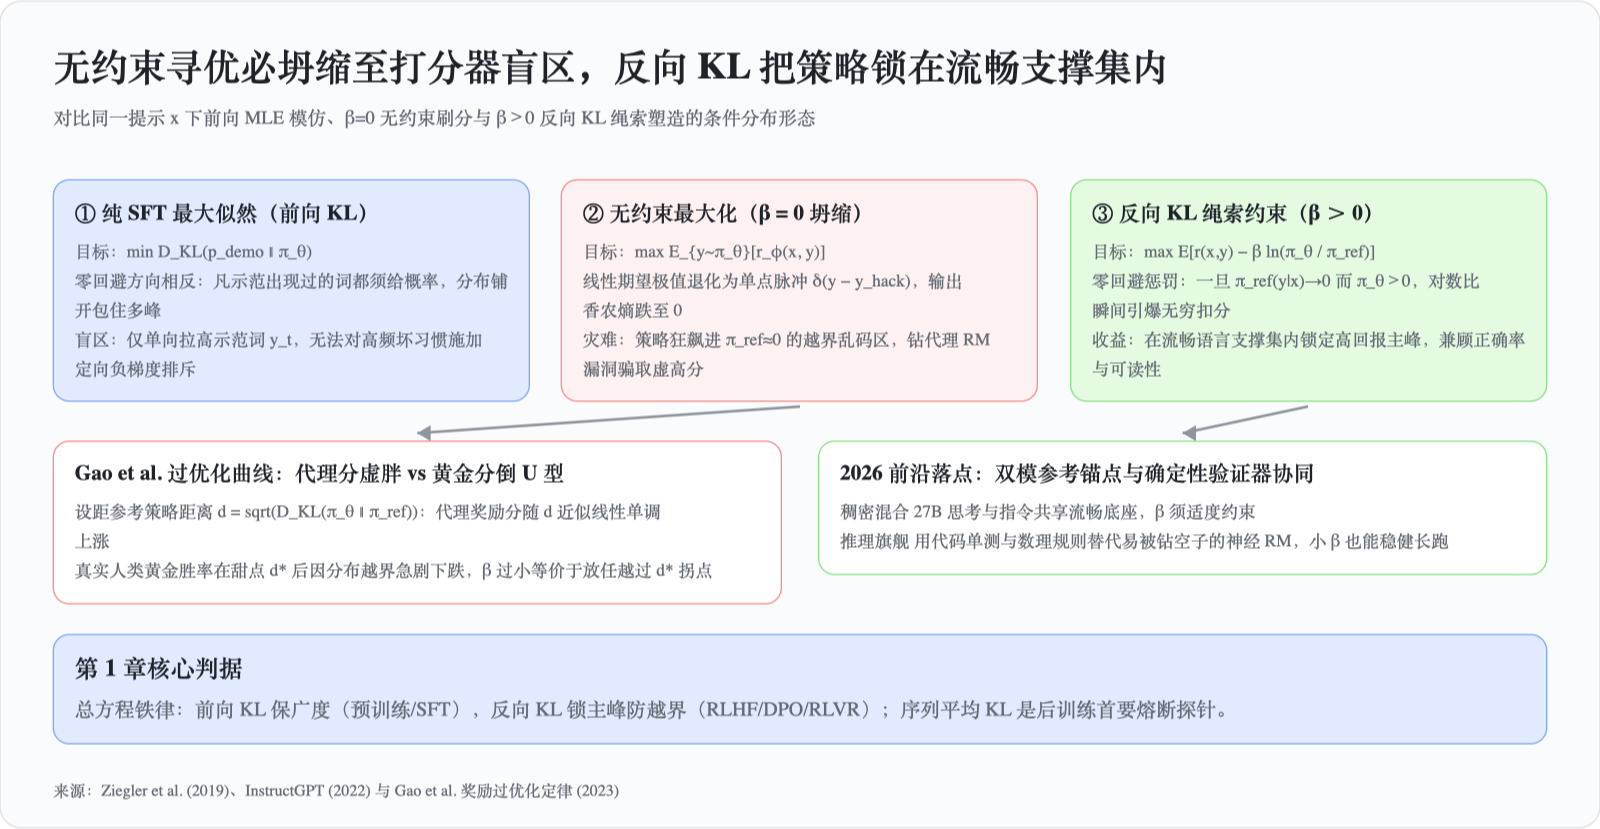 无约束寻优必坍缩至打分器盲区，反向 KL 把策略锁在流畅支撑集内
对比同一提示 x 下前向 MLE 模仿、β=0 无约束刷分与 β > 0 反向 KL 绳索塑造的条件分布形态
① 纯 SFT 最大似然（前向 KL）
目标：min D_KL(p_demo ‖ π_θ)
零回避方向相反：凡示范出现过的词都须给概率，分布铺
开包住多峰
盲区：仅单向拉高示范词 y_t，无法对高频坏习惯施加
定向负梯度排斥
② 无约束最大化（β = 0 坍缩）
目标：max E_{y~π_θ}[r_ϕ(x, y)]
线性期望极值退化为单点脉冲 δ(y − y_hack)，输出
香农熵跌至 0
灾难：策略狂飙进 π_ref≈0 的越界乱码区，钻代理 RM
漏洞骗取虚高分
③ 反向 KL 绳索约束（β > 0）
目标：max E[r(x,y) − β ln(π_θ / π_ref)]
零回避惩罚：一旦 π_ref(y|x)→0 而 π_θ > 0，对数比
瞬间引爆无穷扣分
收益：在流畅语言支撑集内锁定高回报主峰，兼顾正确率
与可读性
Gao et al. 过优化曲线：代理分虚胖 vs 黄金分倒 U 型
设距参考策略距离 d = sqrt(D_KL(π_θ ‖ π_ref))：代理奖励分随 d 近似线性单调
上涨
真实人类黄金胜率在甜点 d* 后因分布越界急剧下跌，β 过小等价于放任越过 d* 拐点
2026 前沿落点：双模参考锚点与确定性验证器协同
稠密混合 27B 思考与指令共享流畅底座，β 须适度约束
推理旗舰 用代码单测与数理规则替代易被钻空子的神经 RM，小 β 也能稳健长跑
第 1 章核心判据
总方程铁律：前向 KL 保广度（预训练/SFT），反向 KL 锁主峰防越界（RLHF/DPO/RLVR）；序列平均 KL 是后训练首要熔断探针。
来源：Ziegler et al. (2019)、InstructGPT (2022) 与 Gao et al. 奖励过优化定律 (2023)